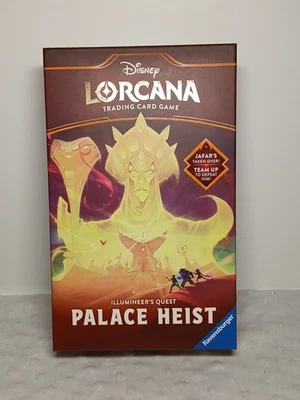 Disney
LORCANA
TRADING CARD GAME
JAFAR'S
TAKEN OVER!
TEAM UP
TO DEFEAT
HIM!
ILLUMINEER'S QUEST
PALACE HEIST
Ravensburger